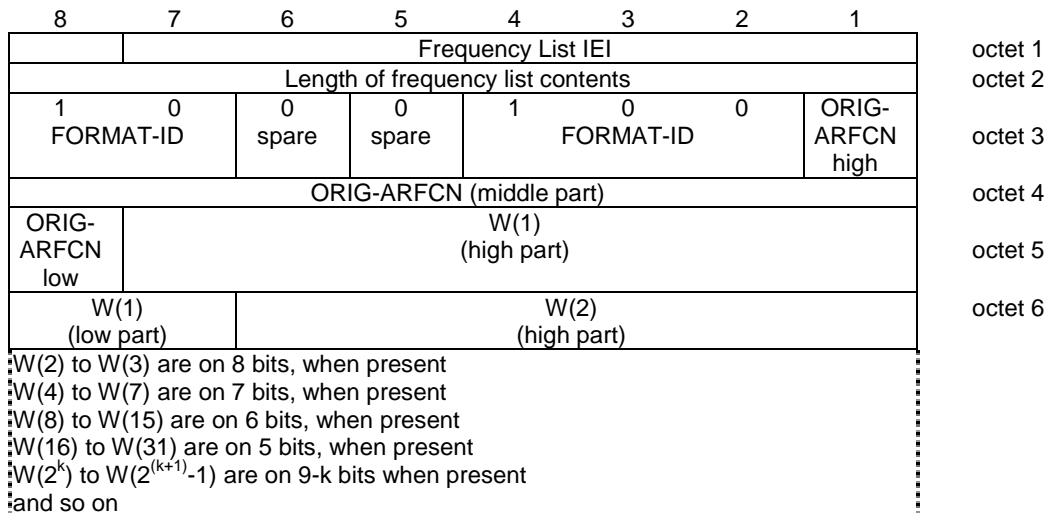 8 7 6 5 4 3 2 1
Frequency List IEI octet 1
Length of frequency list contents octet 2
1 0 0 0 1 0 0 ORIG-
FORMAT-ID spare spare FORMAT-ID ARFCN octet 3
high
ORIG-ARFCN (middle part) octet 4
ORIG- W(1)
ARFCN (high part) octet 5
low
W(1) W(2) octet 6
(low part) (high part)
W(2) to W(3) are on 8 bits, when present
W(4) to W(7) are on 7 bits, when present
W(8) to W(15) are on 6 bits, when present
W(16) to W(31) are on 5 bits, when present
W(2^k) to W(2^(k+1)-1) are on 9-k bits when present
and so on